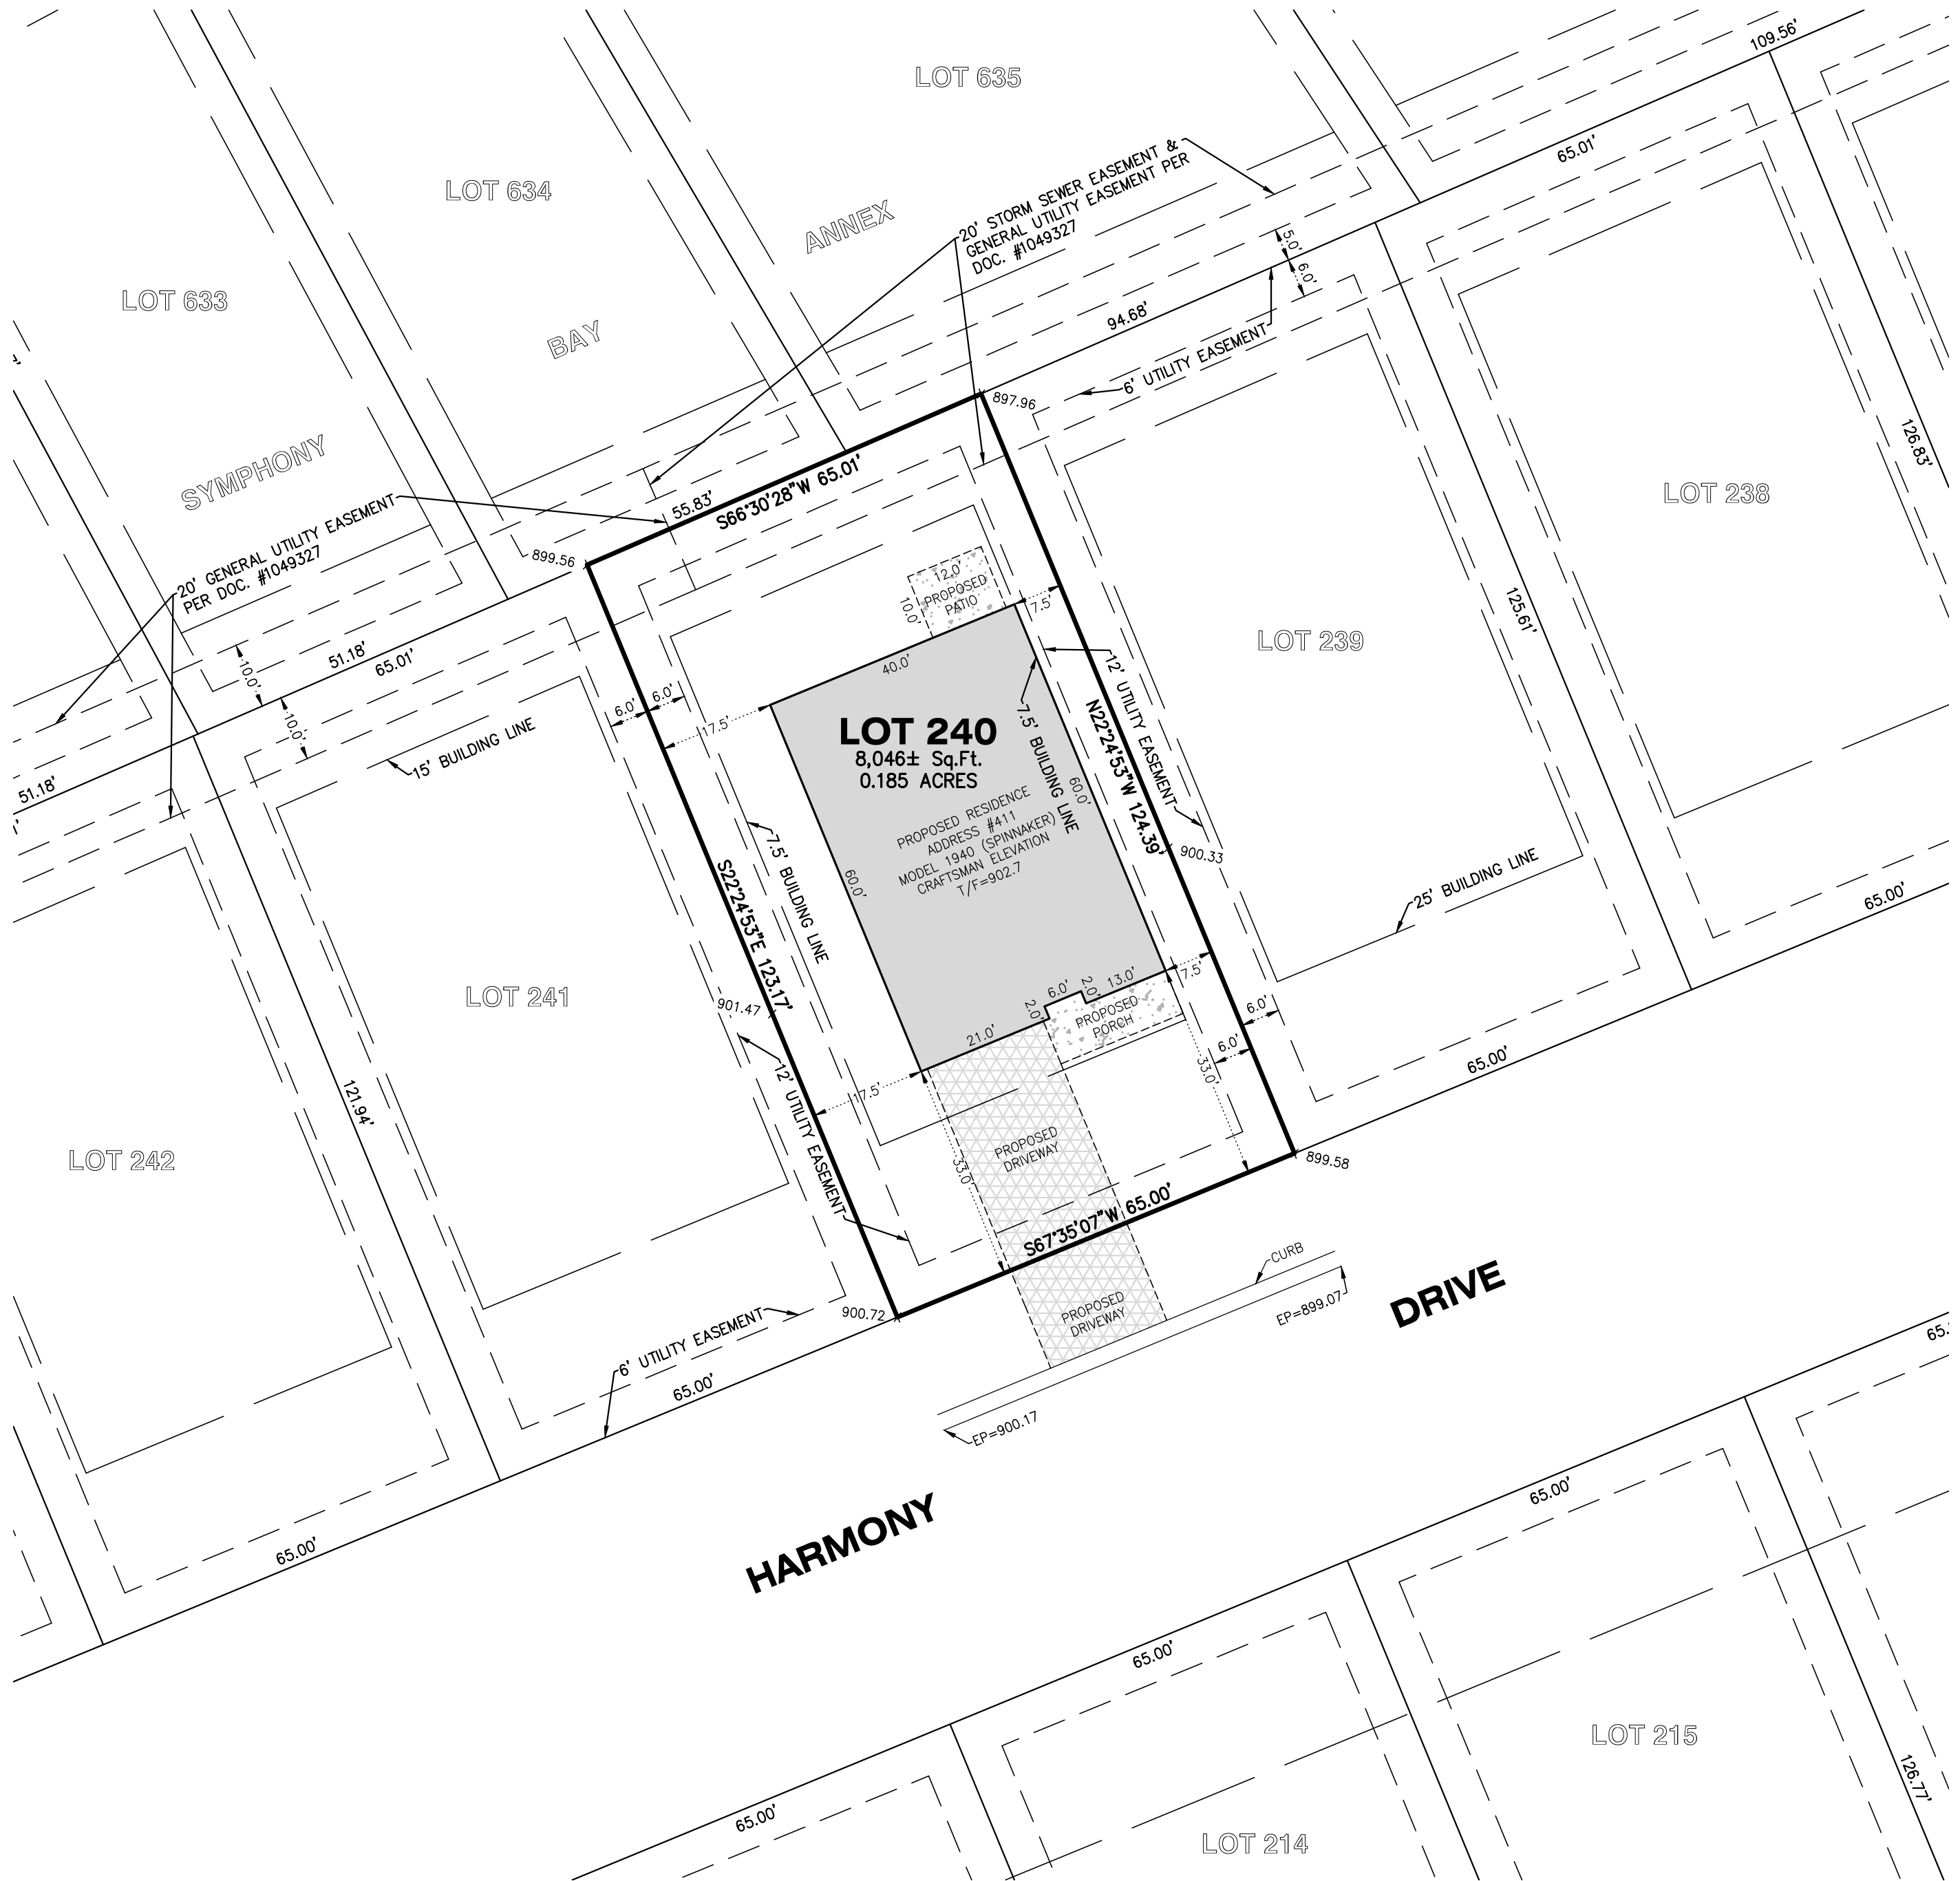 109.56'
LOT 635
65.01'
LOT 634
20' STORM SEWER EASEMENT &
GENERAL UTILITY EASEMENT PER
DOC. #1049327
ANNEX
5.0'
6.0'
LOT 633
94.68'
BAY
6' UTILITY EASEMENT
897.96
126.83'
SYMPHONY
S66°30'28"W 65.01'
55.83'
LOT 238
20' GENERAL UTILITY EASEMENT
PER DOC. #1049327
899.56
12.0'
10.0'
PROPOSED
PATIO
7.5'
125.61'
LOT 239
51.18'
65.01'
10.0'
10.0'
40.0'
6.0'
6.0'
17.5'
12' UTILITY EASEMENT
7.5' BUILDING LINE
N22°24'53"W 124.39'
LOT 240
8,046± Sq.Ft.
0.185 ACRES
15' BUILDING LINE
51.18'
60.0'
PROPOSED RESIDENCE
ADDRESS #411
MODEL 1940 (SPINNAKER)
CRAFTSMAN ELEVATION
T/F=902.7
60.0'
7.5' BUILDING LINE
S22°24'53"E 123.17'
900.33
25' BUILDING LINE
65.00'
LOT 241
901.47
6.0'
2.0'
2.0'
13.0'
7.5'
21.0'
PROPOSED
PORCH
6.0'
6.0'
33.0'
65.00'
121.94'
17.5'
12' UTILITY EASEMENT
LOT 242
PROPOSED
DRIVEWAY
33.0'
899.58
S67°35'07"W 65.00'
CURB
DRIVE
900.72
PROPOSED
DRIVEWAY
EP=899.07
6' UTILITY EASEMENT
65.00'
EP=900.17
65.00'
HARMONY
65.00'
65.00'
LOT 215
126.77'
65.00'
LOT 214